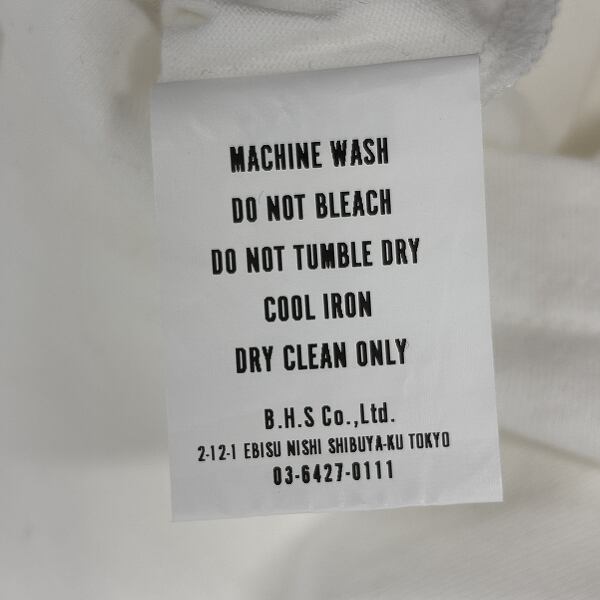 MACHINE WASH
DO NOT BLEACH
DO NOT TUMBLE DRY
COOL IRON
DRY CLEAN ONLY
B.H.S Co.,Ltd.
2-12-1 EBISU NISHI SHIBUYA-KU TOKYO
03-6427-0111